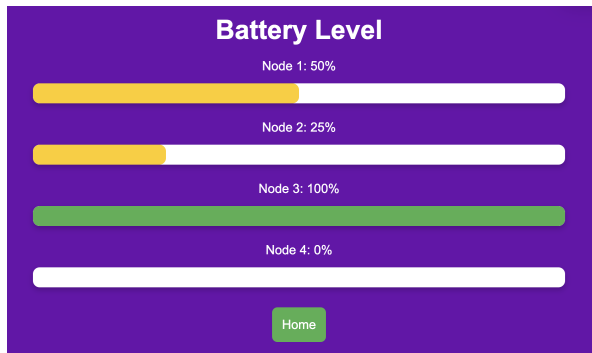 Battery Level
Node 1: 50%
Node 2: 25%
Node 3: 100%
Node 4: 0%
Home